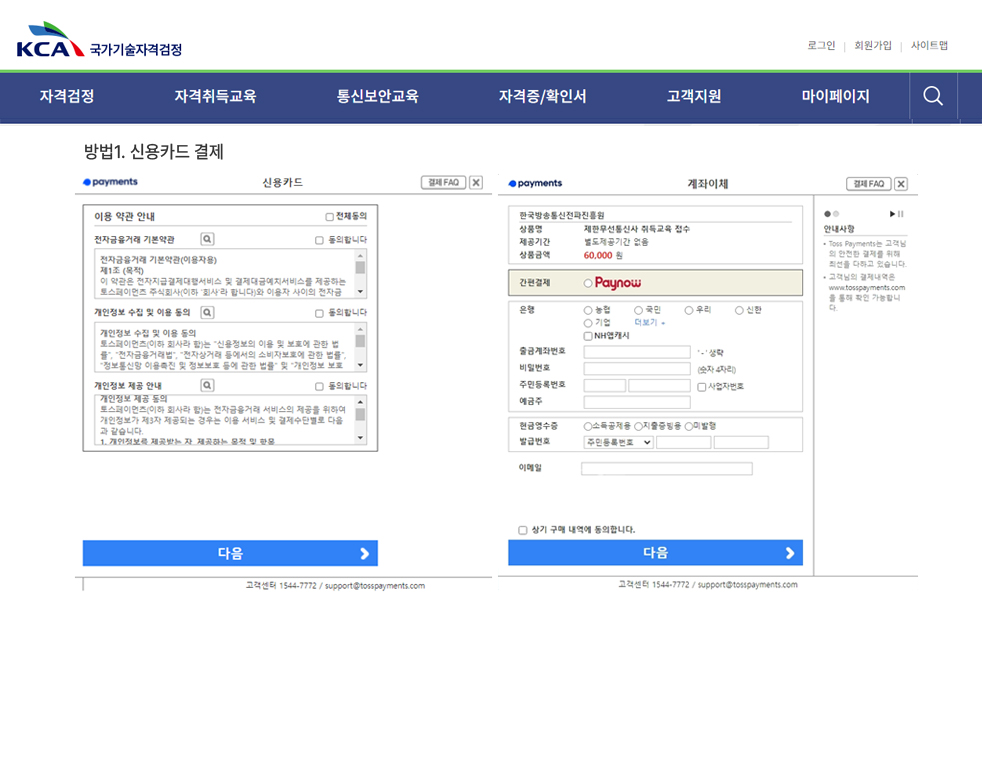 KCA 국가기술자격검정
로그인 | 회원가입 | 사이트맵
자격검정 자격취득교육 통신보안교육 자격증/확인서 고객지원 마이페이지
방법1. 신용카드 결제
payments 신용카드 결제 FAQ X
이용 약관 안내 전체동의
전자금융거래 기본약관 동의합니다
전자금융거래 기본약관(이용자용)
제1조 (목적)
이 약관은 전자지급결제대행서비스 및 결제대금예치서비스를 제공하는
토스페이먼츠 주식회사(이하 '회사'라 합니다)와 이용자 사이의 전자금
개인정보 수집 및 이용 동의 동의합니다
개인정보 수집 및 이용 동의
토스페이먼츠(이하 회사라 함)는 "신용정보의 이용 및 보호에 관한 법
률", "전자금융거래법", "전자상거래 등에서의 소비자보호에 관한 법률",
"정보통신망 이용촉진 및 정보보호 등에 관한 법률" 및 "개인정보 보호
개인정보 제공 안내 동의합니다
개인정보 제공 동의
토스페이먼츠(이하 회사라 함)는 전자금융거래 서비스의 제공을 위하여
개인정보가 제3자 제공되는 경우는 이용 서비스 및 결제수단별로 다음
과 같습니다.
1. 개인정보를 제공받는 자, 제공하는 목적 및 항목
다음
고객센터 1544-7772 / support@tosspayments.com
payments 계좌이체 결제 FAQ X
한국방송통신전파진흥원
상품명 제한무선통신사 취득교육 접수
제공기간 별도제공기간 없음
상품금액 60,000 원
간편결제 Paynow
은행 농협 국민 우리 신한
기업 더보기
NH앱캐시
출금계좌번호 '-' 생략
비밀번호 (숫자 4자리)
주민등록번호 사업자번호
예금주
현금영수증 소득공제용 지출증빙용 미발행
발급번호 주민등록번호
이메일
상기 구매 내역에 동의합니다.
다음
안내사항
• Toss Payments는 고객님
의 안전한 결제를 위해
최선을 다하고 있습니다.
• 고객님의 결제내역은
www.tosspayments.com
을 통해 확인 가능합니
다.
고객센터 1544-7772 / support@tosspayments.com